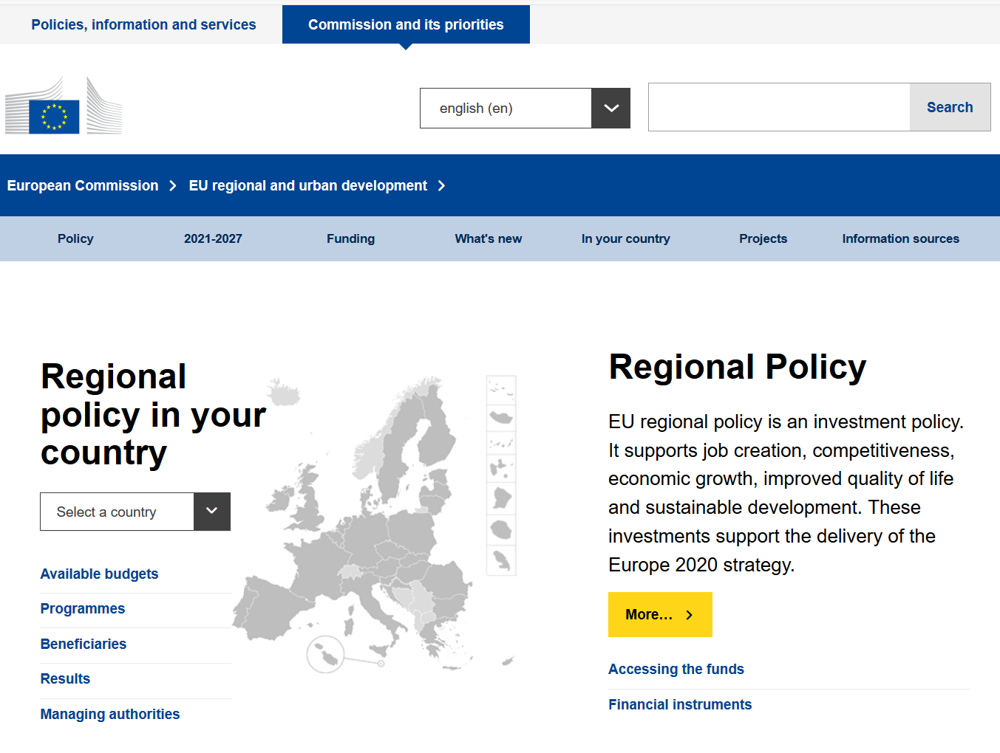 Policies, information and services
Commission and its priorities
english (en)
Search
European Commission
EU regional and urban development
Policy
2021-2027
Funding
What's new
In your country
Projects
Information sources
Regional
policy in your
country
Select a country
Available budgets
Programmes
Beneficiaries
Results
Managing authorities
Regional Policy
EU regional policy is an investment policy.
It supports job creation, competitiveness,
economic growth, improved quality of life
and sustainable development. These
investments support the delivery of the
Europe 2020 strategy.
More...
Accessing the funds
Financial instruments